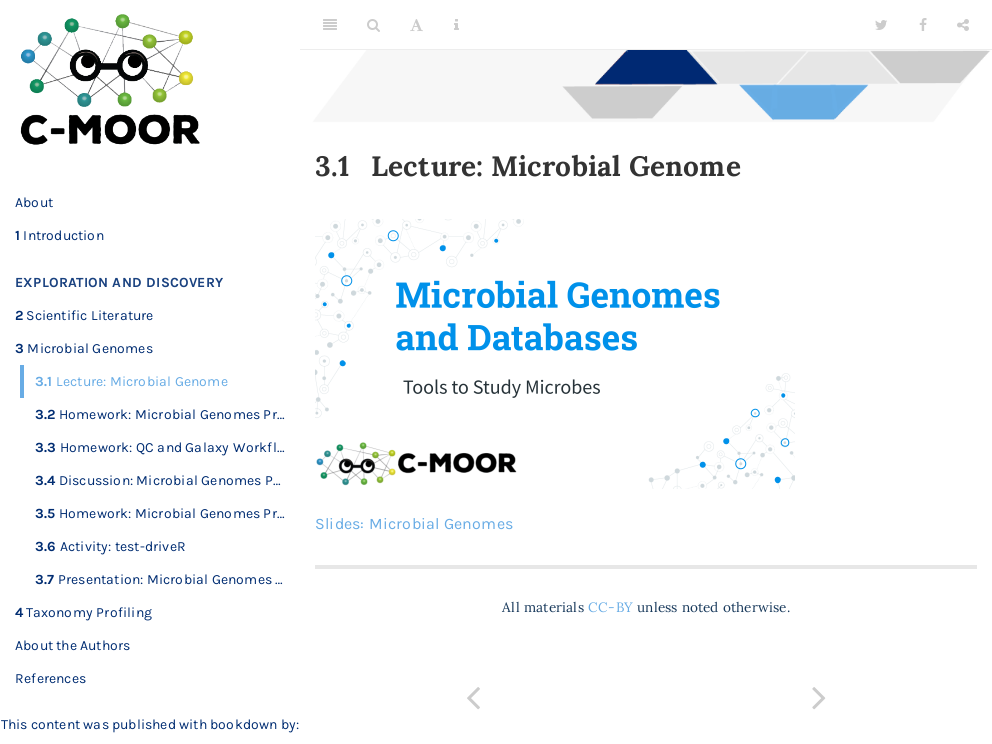 C-MOOR
About
1 Introduction
EXPLORATION AND DISCOVERY
2 Scientific Literature
3 Microbial Genomes
3.1 Lecture: Microbial Genome
3.2 Homework: Microbial Genomes Pr…
3.3 Homework: QC and Galaxy Workfl…
3.4 Discussion: Microbial Genomes P…
3.5 Homework: Microbial Genomes Pr…
3.6 Activity: test-driveR
3.7 Presentation: Microbial Genomes …
4 Taxonomy Profiling
About the Authors
References
This content was published with bookdown by:
A
3.1 Lecture: Microbial Genome
Microbial Genomes
and Databases
Tools to Study Microbes
C-MOOR
Slides: Microbial Genomes
All materials CC-BY unless noted otherwise.